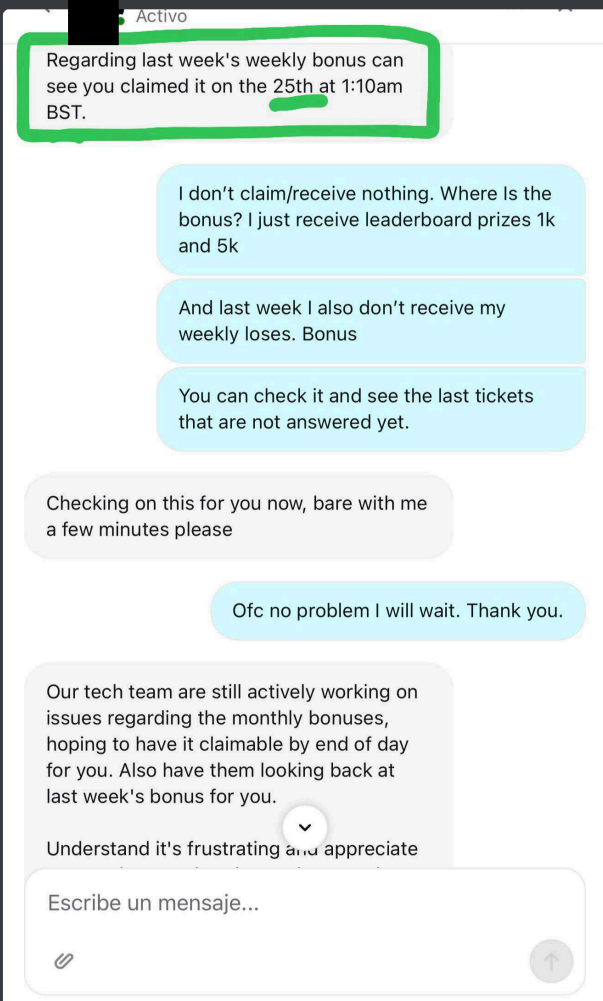 Activo
Regarding last week's weekly bonus can
see you claimed it on the 25th at 1:10am
BST.
I don't claim/receive nothing. Where Is the
bonus? I just receive leaderboard prizes 1k
and 5k
And last week I also don't receive my
weekly loses. Bonus
You can check it and see the last tickets
that are not answered yet.
Checking on this for you now, bare with me
a few minutes please
Ofc no problem I will wait. Thank you.
Our tech team are still actively working on
issues regarding the monthly bonuses,
hoping to have it claimable by end of day
for you. Also have them looking back at
last week's bonus for you.
Understand it's frustrating and appreciate
Escribe un mensaje...